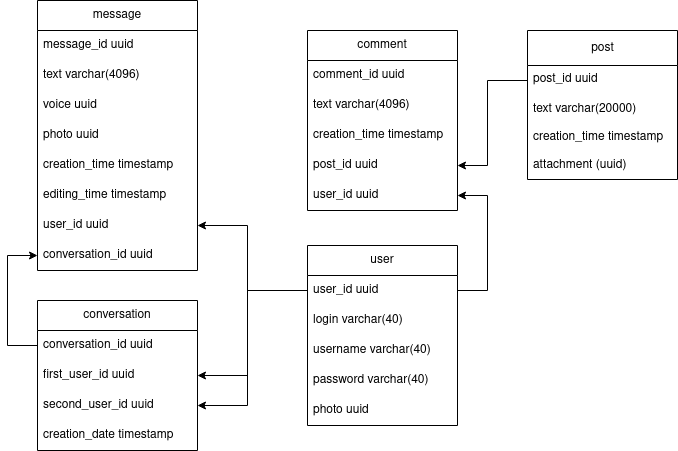 message
message_id uuid
text varchar(4096)
voice uuid
photo uuid
creation_time timestamp
editing_time timestamp
user_id uuid
conversation_id uuid
conversation
conversation_id uuid
first_user_id uuid
second_user_id uuid
creation_date timestamp
comment
comment_id uuid
text varchar(4096)
creation_time timestamp
post_id uuid
user_id uuid
user
user_id uuid
login varchar(40)
username varchar(40)
password varchar(40)
photo uuid
post
post_id uuid
text varchar(20000)
creation_time timestamp
attachment (uuid)